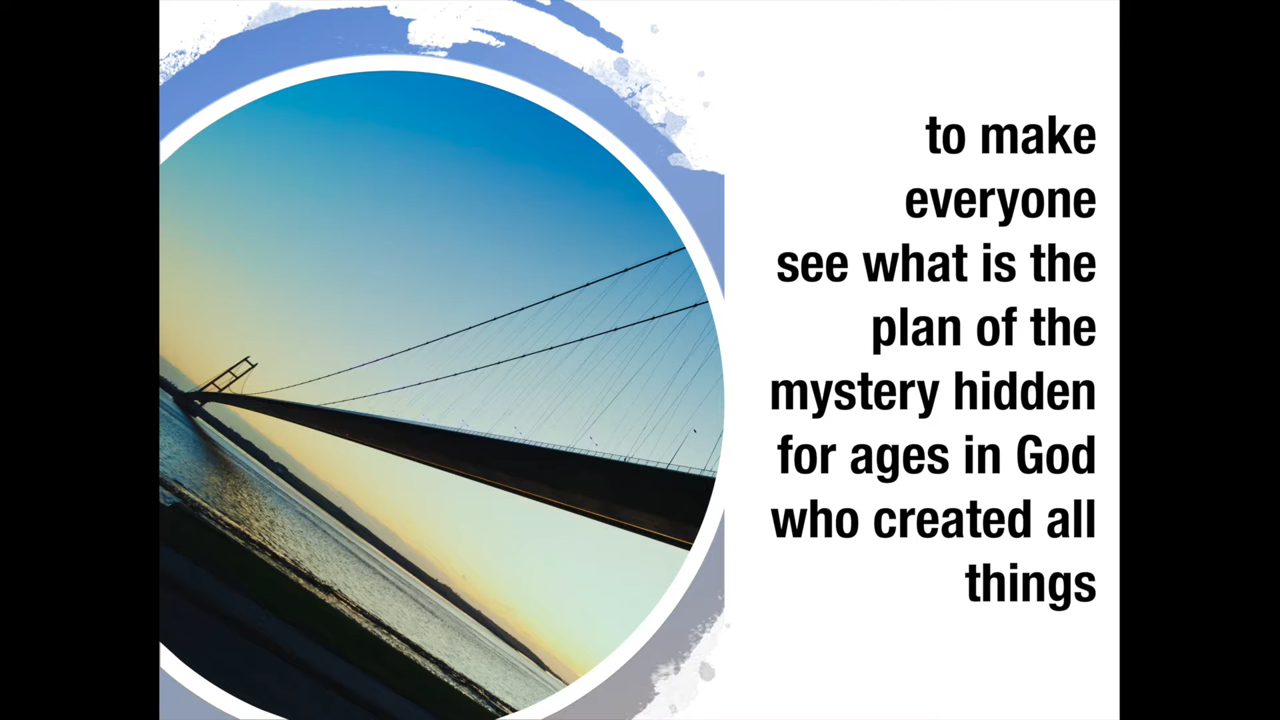 to make
everyone
see what is the
plan of the
mystery hidden
for ages in God
who created all
things